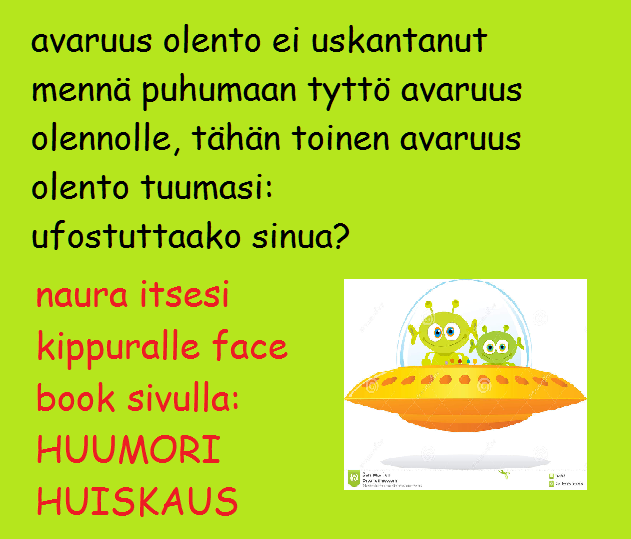 avaruus olento ei uskantanut
mennä puhumaan tyttö avaruus
olennolle, tähän toinen avaruus
olento tuumasi:
ufostuttaako sinua?
naura itsesi
kippuralle face
book sivulla:
HUUMORI
HUISKAUS